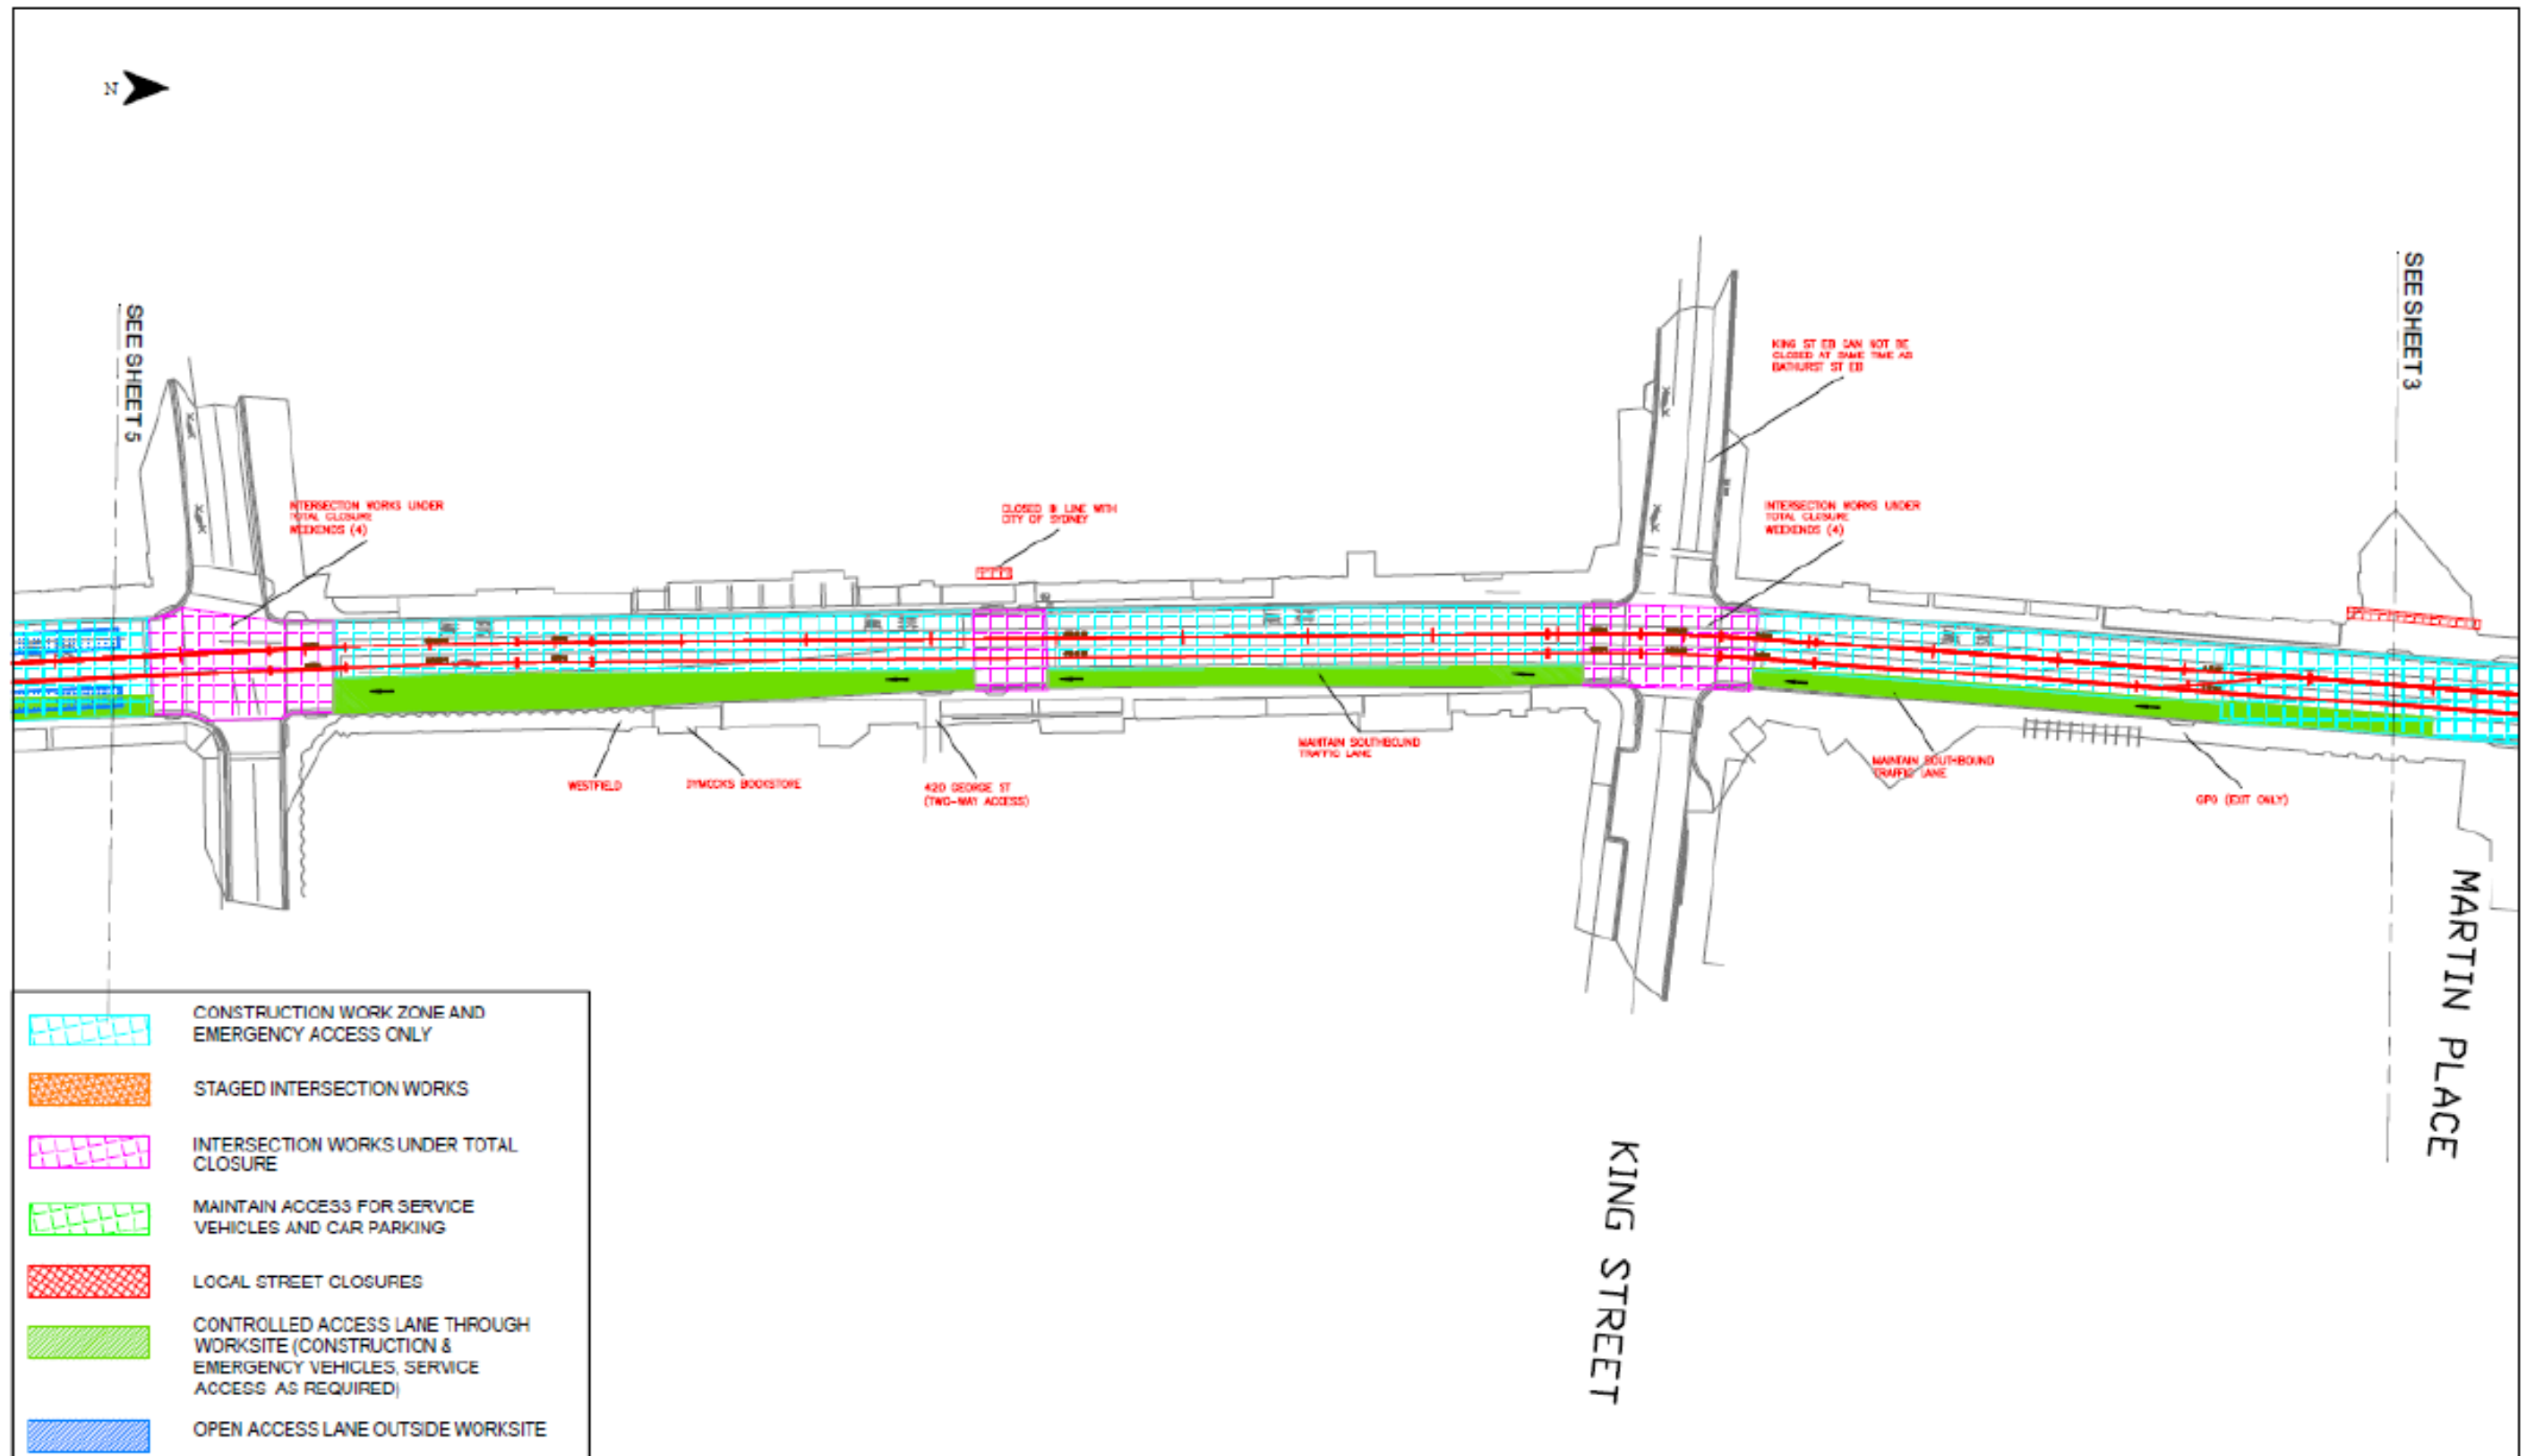 N
SEE SHEET 5
SEE SHEET 3
KING ST EB CAN NOT BE
CLOSED AT SAME TIME AS
BATHURST ST EB
INTERSECTION WORKS UNDER
TOTAL CLOSURE
WEEKENDS (4)
CLOSED IN LINE WITH
CITY OF SYDNEY
INTERSECTION WORKS UNDER
TOTAL CLOSURE
WEEKENDS (4)
WESTFIELD
DYMOCKS BOOKSTORE
420 GEORGE ST
(TWO-WAY ACCESS)
MAINTAIN SOUTHBOUND
TRAFFIC LANE
MAINTAIN SOUTHBOUND
TRAFFIC LANE
GPO (EXIT ONLY)
MARTIN PLACE
KING STREET
CONSTRUCTION WORK ZONE AND
EMERGENCY ACCESS ONLY
STAGED INTERSECTION WORKS
INTERSECTION WORKS UNDER TOTAL
CLOSURE
MAINTAIN ACCESS FOR SERVICE
VEHICLES AND CAR PARKING
LOCAL STREET CLOSURES
CONTROLLED ACCESS LANE THROUGH
WORKSITE (CONSTRUCTION &
EMERGENCY VEHICLES, SERVICE
ACCESS AS REQUIRED)
OPEN ACCESS LANE OUTSIDE WORKSITE